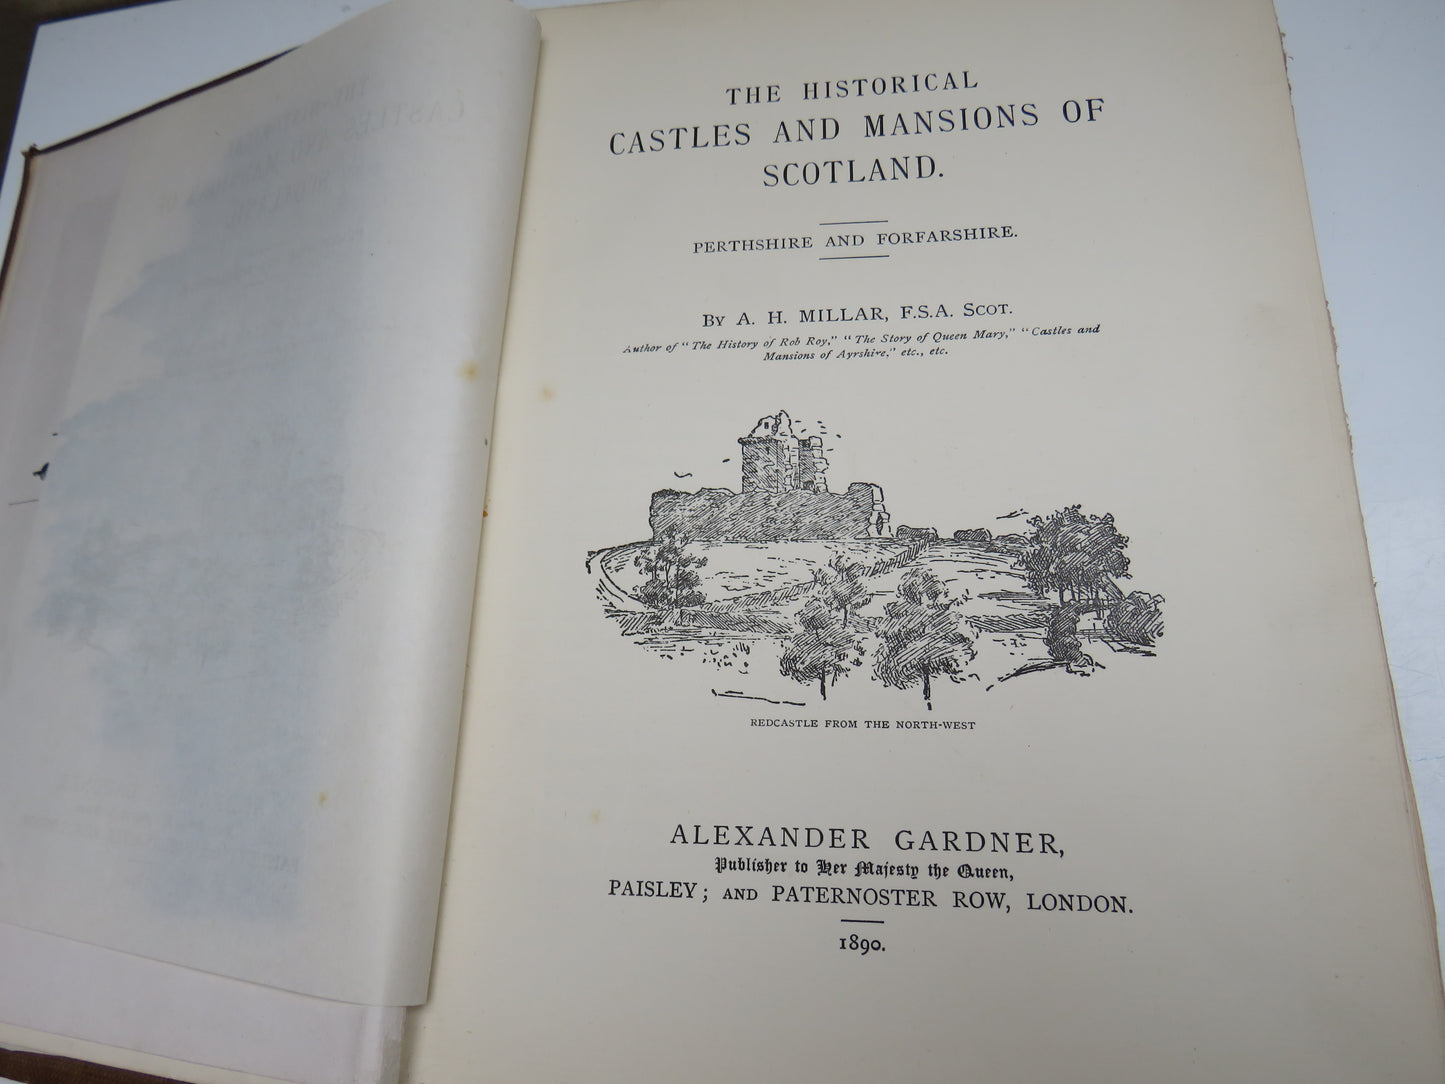 THE HISTORICAL
CASTLES AND MANSIONS OF
SCOTLAND.
PERTHSHIRE AND FORFARSHIRE.
BY A. H. MILLAR, F.S.A. SCOT.
Author of "The History of Rob Roy," "The Story of Queen Mary," "Castles and
Mansions of Ayrshire," etc., etc.
REDCASTLE FROM THE NORTH-WEST
ALEXANDER GARDNER,
Publisher to Her Majesty the Queen,
PAISLEY; AND PATERNOSTER ROW, LONDON.
1890.